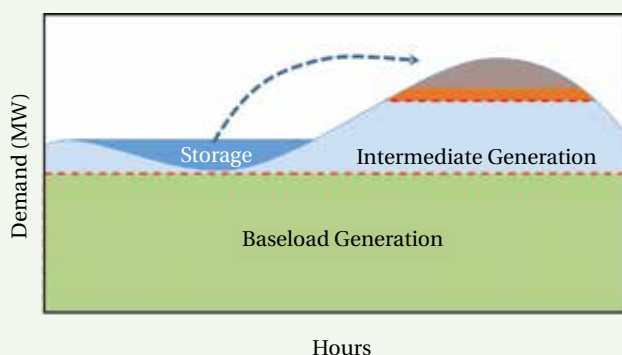 Demand (MW)
Storage
Intermediate Generation
Baseload Generation
Hours